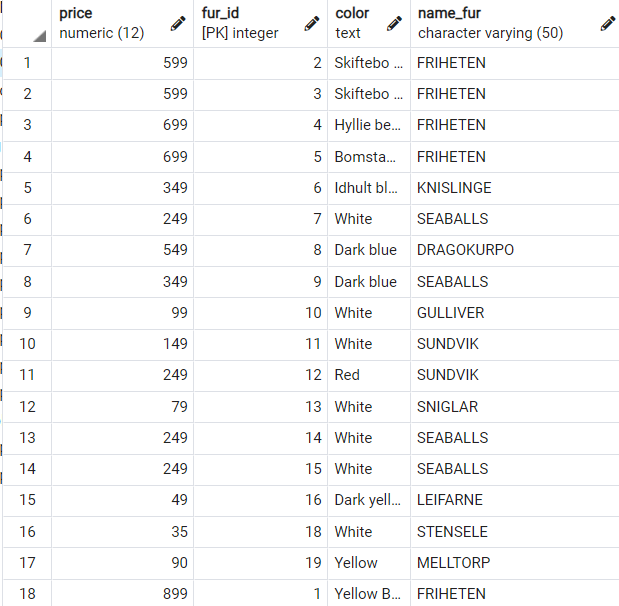 price fur_id color name_fur
numeric (12) [PK] integer text character varying (50)
1 599 2 Skiftebo ... FRIHETEN
2 599 3 Skiftebo ... FRIHETEN
3 699 4 Hyllie be... FRIHETEN
4 699 5 Bomsta... FRIHETEN
5 349 6 Idhult bl... KNISLINGE
6 249 7 White SEABALLS
7 549 8 Dark blue DRAGOKURPO
8 349 9 Dark blue SEABALLS
9 99 10 White GULLIVER
10 149 11 White SUNDVIK
11 249 12 Red SUNDVIK
12 79 13 White SNIGLAR
13 249 14 White SEABALLS
14 249 15 White SEABALLS
15 49 16 Dark yell... LEIFARNE
16 35 18 White STENSELE
17 90 19 Yellow MELLTORP
18 899 1 Yellow B... FRIHETEN